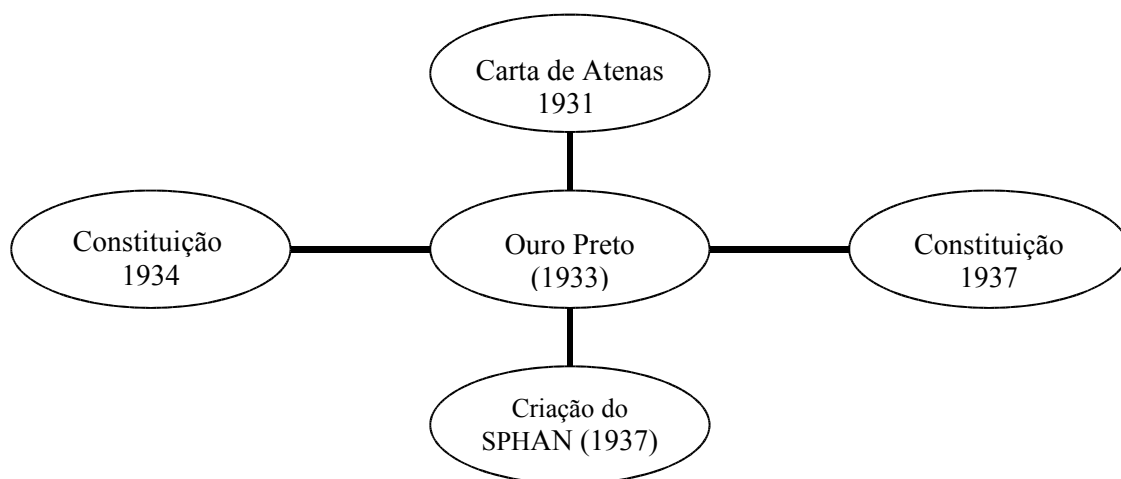 Carta de Atenas
1931
Constituição
1934
Ouro Preto
(1933)
Constituição
1937
Criação do
SPHAN (1937)